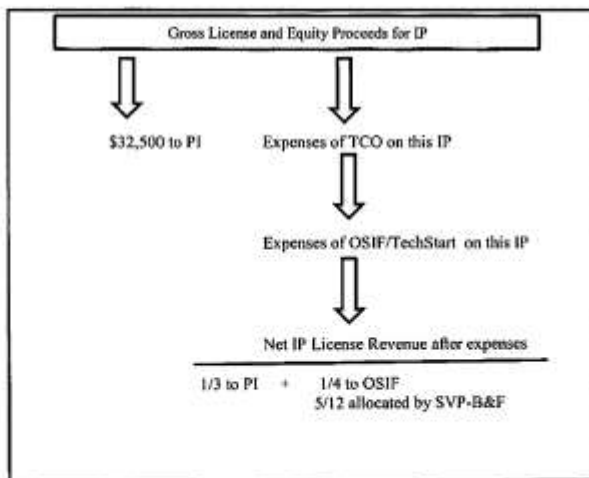 Gross License and Equity Proceeds for IP
$32,500 to PI
Expenses of TCO on this IP
Expenses of OSIF/TechStart on this IP
Net IP License Revenue after expenses
1/3 to PI + 1/4 to OSIF
5/12 allocated by SVP-B&F